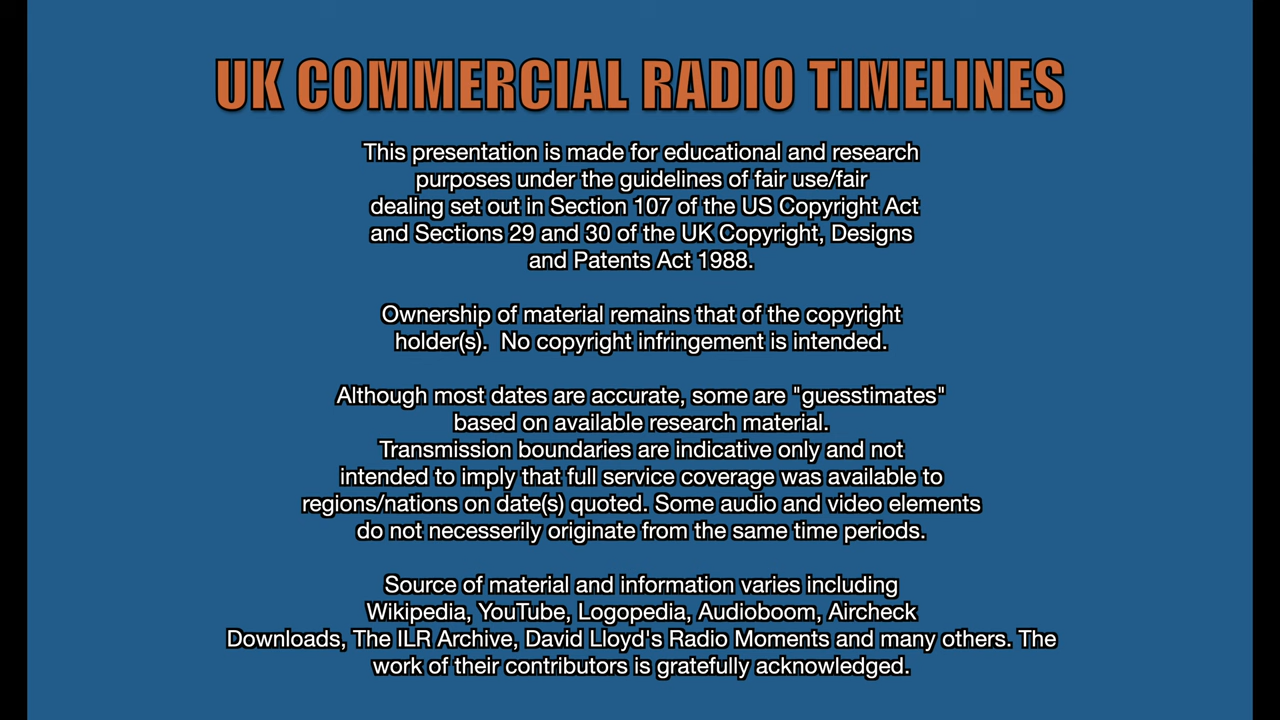 UK COMMERCIAL RADIO TIMELINES
This presentation is made for educational and research
purposes under the guidelines of fair use/fair
dealing set out in Section 107 of the US Copyright Act
and Sections 29 and 30 of the UK Copyright, Designs
and Patents Act 1988.
Ownership of material remains that of the copyright
holder(s).  No copyright infringement is intended.
Although most dates are accurate, some are "guesstimates"
based on available research material.
Transmission boundaries are indicative only and not
intended to imply that full service coverage was available to
regions/nations on date(s) quoted. Some audio and video elements
do not necesserily originate from the same time periods.
Source of material and information varies including
Wikipedia, YouTube, Logopedia, Audioboom, Aircheck
Downloads, The ILR Archive, David Lloyd's Radio Moments and many others. The
work of their contributors is gratefully acknowledged.